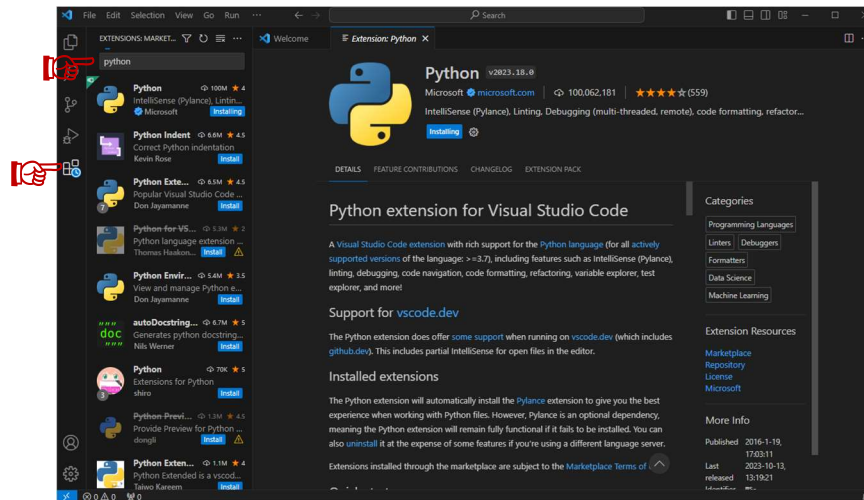 File Edit Selection View Go Run ···
Search
EXTENSIONS: MARKET...
python
Python 100M 4
IntelliSense (Pylance), Lintin...
Microsoft Installing
Python Indent 6.6M 4.5
Correct Python indentation
Kevin Rose Install
Python Exte... 6.5M 4.5
Popular Visual Studio Code ...
Don Jayamanne Install
7
Python for VS... 5.3M 2
Python language extension ...
Thomas Haakon... Install
Python Envir... 5.4M 3.5
View and manage Python e...
Don Jayamanne Install
autoDocstring... 6.7M 5
Generates python docstring...
Nils Werner Install
""" doc """
Python 70K 5
Extensions for Python
shiro Install
3
Python Previ... 1.3M 4.5
Provide Preview for Python ...
dongli Install
Python Exten... 1.1M 4
Python Extended is a vscod...
Taiwo Kareem Install
Welcome
Extension: Python
Python v2023.18.0
Microsoft microsoft.com 100,062,181 (559)
IntelliSense (Pylance), Linting, Debugging (multi-threaded, remote), code formatting, refactor...
Installing
DETAILS FEATURE CONTRIBUTIONS CHANGELOG EXTENSION PACK
Python extension for Visual Studio Code
A Visual Studio Code extension with rich support for the Python language (for all actively
supported versions of the language: >=3.7), including features such as IntelliSense (Pylance),
linting, debugging, code navigation, code formatting, refactoring, variable explorer, test
explorer, and more!
Support for vscode.dev
The Python extension does offer some support when running on vscode.dev (which includes
github.dev). This includes partial IntelliSense for open files in the editor.
Installed extensions
The Python extension will automatically install the Pylance extension to give you the best
experience when working with Python files. However, Pylance is an optional dependency,
meaning the Python extension will remain fully functional if it fails to be installed. You can
also uninstall it at the expense of some features if you're using a different language server.
Extensions installed through the marketplace are subject to the Marketplace Terms of
Categories
Programming Languages
Linters Debuggers
Formatters
Data Science
Machine Learning
Extension Resources
Marketplace
Repository
License
Microsoft
More Info
Published 2016-1-19,
17:03:11
Last 2023-10-13,
released 13:19:21
0 0 0